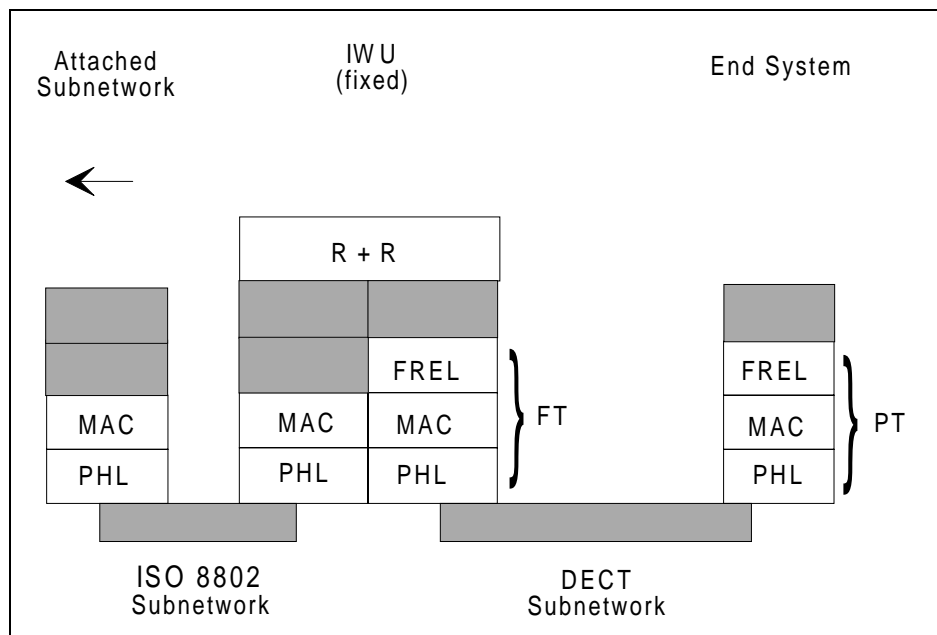 Attached
Subnetwork
IWU
(fixed)
End System
R + R
FREL
FREL
FT
PT
MAC
MAC
MAC
MAC
PHL
PHL
PHL
PHL
ISO 8802
Subnetwork
DECT
Subnetwork